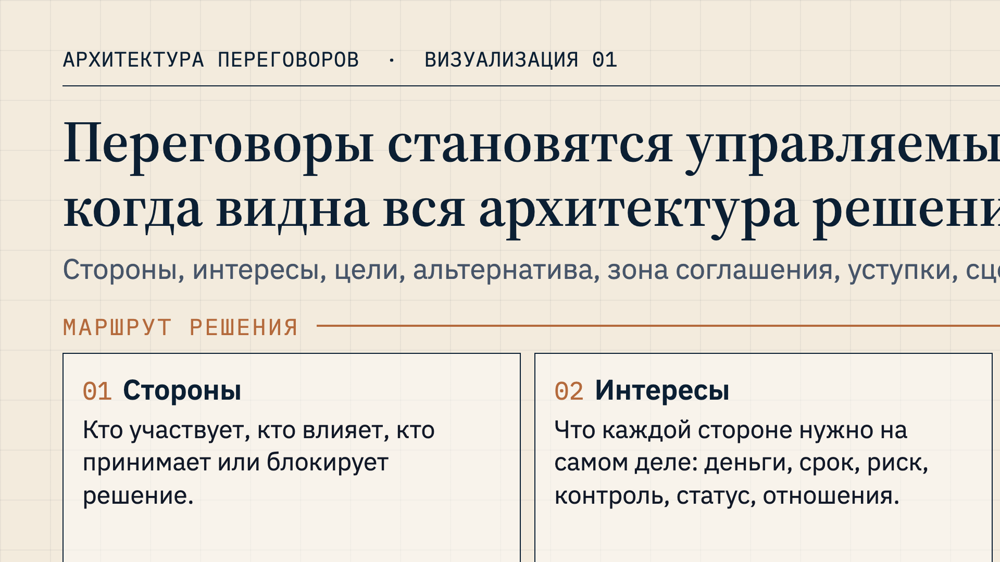 АРХИТЕКТУРА ПЕРЕГОВОРОВ · ВИЗУАЛИЗАЦИЯ 01
Переговоры становятся
когда видна вся архитектура
Стороны, интересы, цели, альтернатива, зона соглашения, уступки,
МАРШРУТ РЕШЕНИЯ
01 Стороны
Кто участвует, кто влияет, кто
принимает или блокирует
решение.
02 Интересы
Что каждой стороне нужно на
самом деле: деньги, срок, риск,
контроль, статус, отношения.